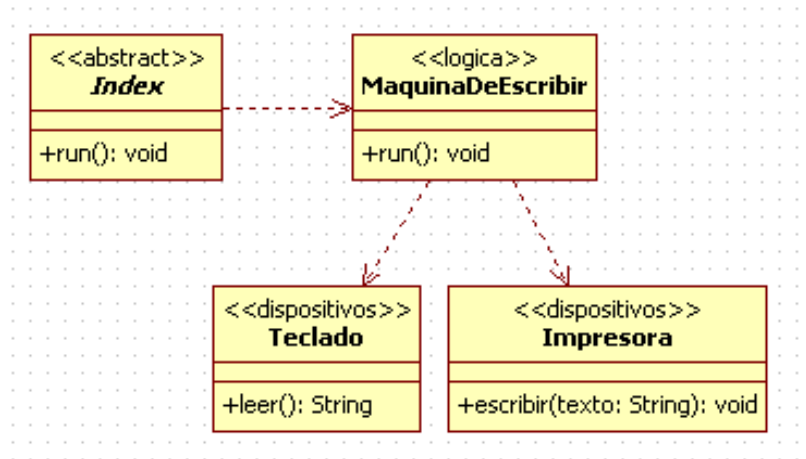 <<abstract>>
Index
+run(): void
<<logica>>
MaquinaDeEscribir
+run(): void
<<dispositivos>>
Teclado
+leer(): String
<<dispositivos>>
Impresora
+escribir(texto: String): void